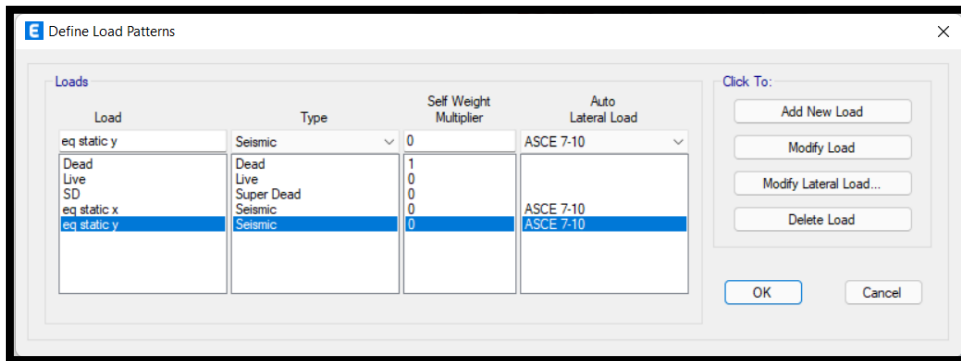 E Define Load Patterns
Loads
Click To:
Load Type Self Weight Multiplier Auto Lateral Load
eq static y Seismic 0 ASCE 7-10
Dead Dead 1
Live Live 0
SD Super Dead 0
eq static x Seismic 0 ASCE 7-10
eq static y Seismic 0 ASCE 7-10
Add New Load
Modify Load
Modify Lateral Load...
Delete Load
OK Cancel